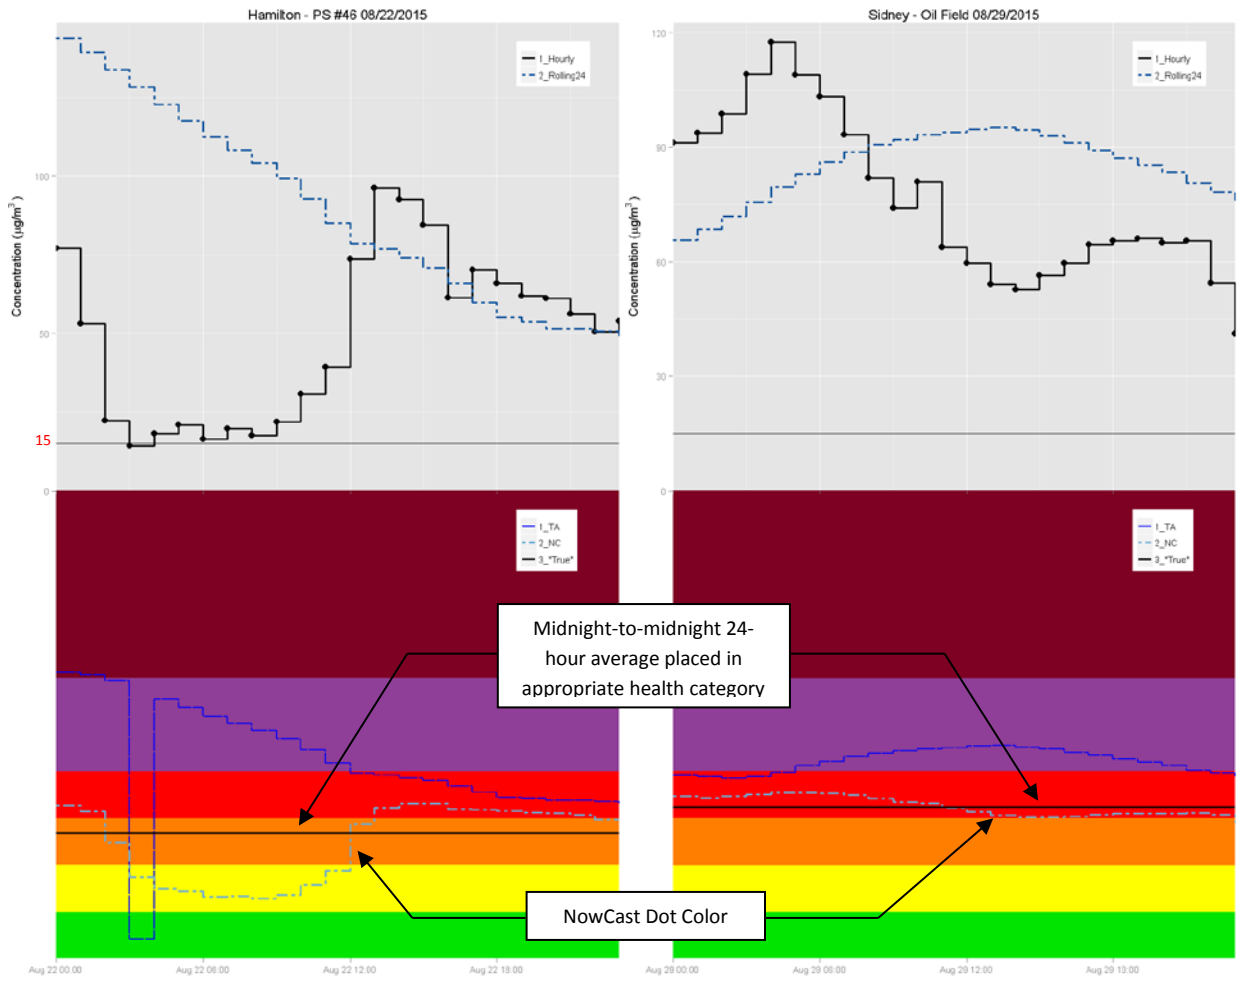 Hamilton - PS #46 08/22/2015
Concentration (µg/m³)
100
50
15
0
1_Hourly
2_Rolling24
Sidney - Oil Field 08/29/2015
Concentration (µg/m³)
120
90
60
30
0
1_Hourly
2_Rolling24
1_TA
2_NC
3_"True"
1_TA
2_NC
3_"True"
Midnight-to-midnight 24-
hour average placed in
appropriate health category
NowCast Dot Color
Aug 22 00:00
Aug 22 06:00
Aug 22 12:00
Aug 22 18:00
Aug 29 00:00
Aug 29 06:00
Aug 29 12:00
Aug 29 18:00